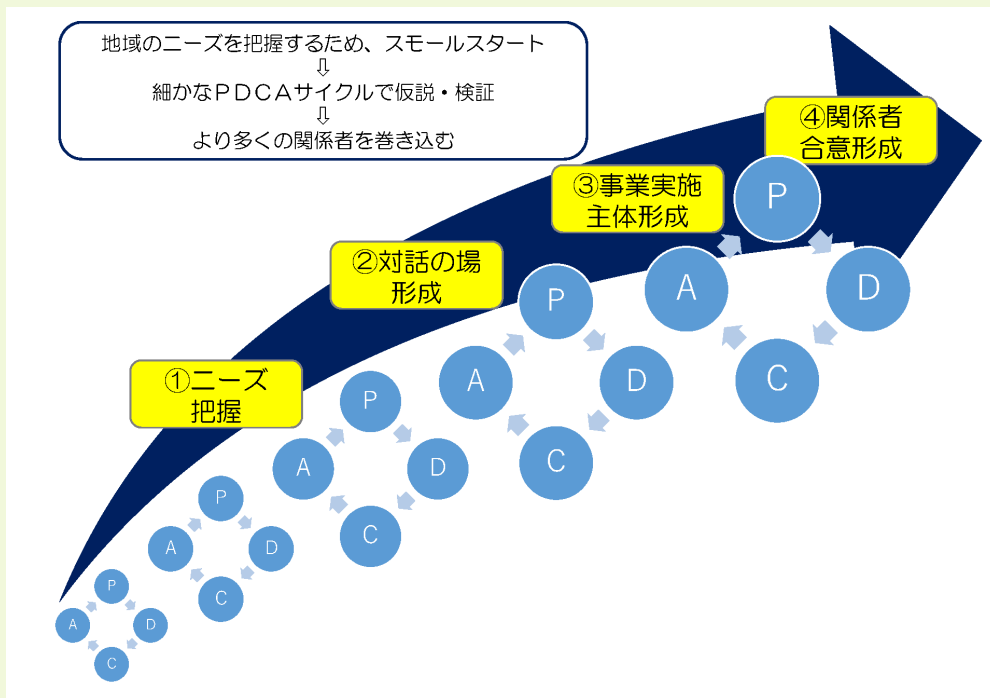 地域のニーズを把握するため、スモールスタート
⇩
細かなＰＤＣＡサイクルで仮説・検証
⇩
より多くの関係者を巻き込む
①ニーズ
把握
②対話の場
形成
③事業実施
主体形成
④関係者
合意形成
P
D
C
A
P
D
C
A
P
D
C
A
P
D
C
A
P
D
C
A